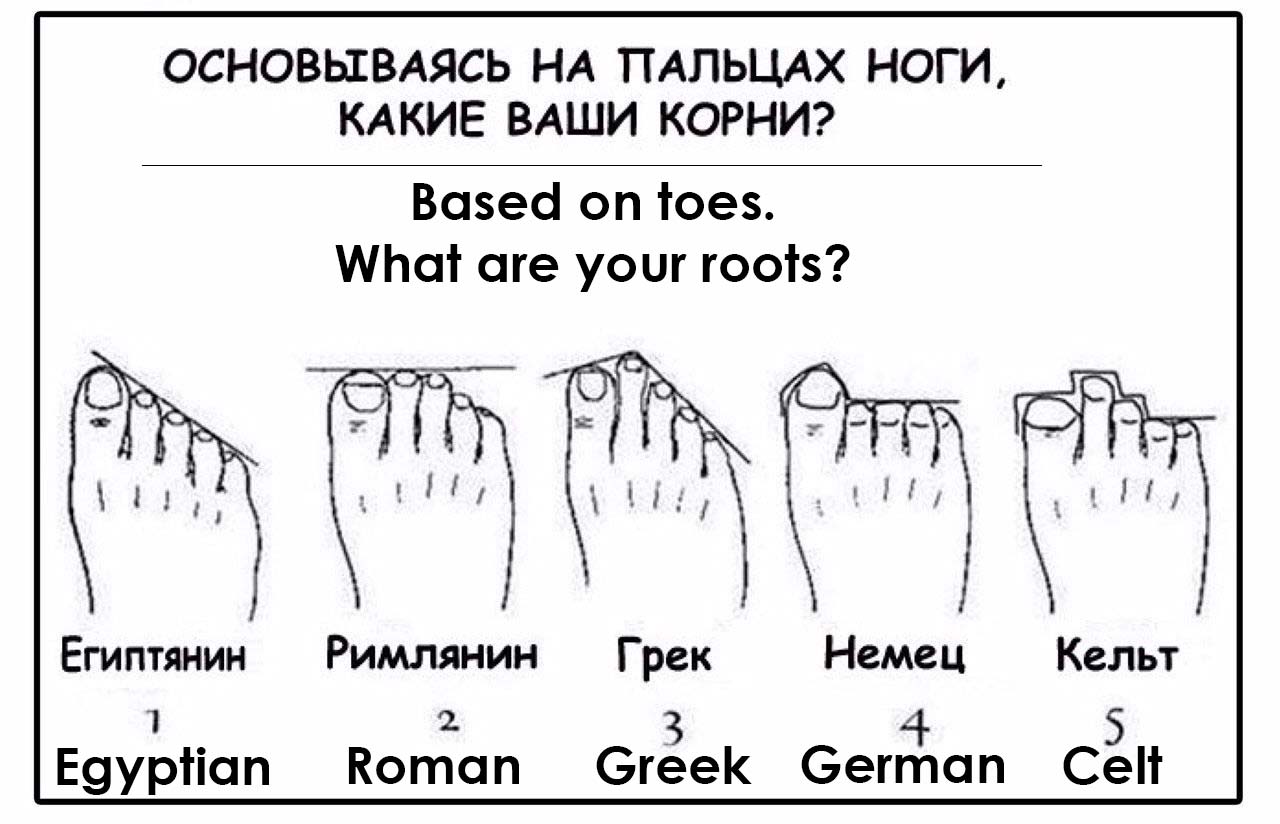 ОСНОВЫВАЯСЬ НА ПАЛЬЦАХ НОГИ,
КАКИЕ ВАШИ КОРНИ?
Based on toes.
What are your roots?
Египтянин Римлянин Грек Немец Кельт
1 2 3 4 5
Egyptian Roman Greek German Celt